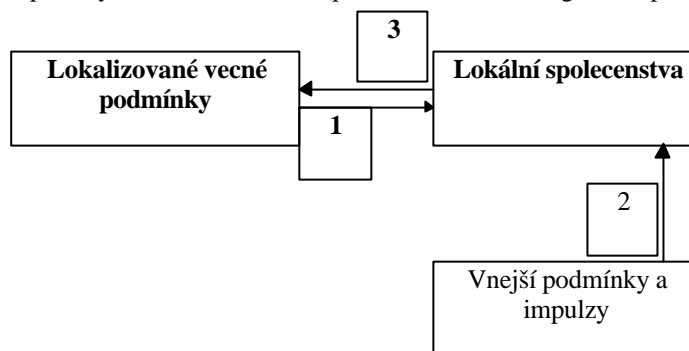 3
Lokalizované vecné
podmínky
Lokální spolecenstva
1
2
Vnejší podmínky a
impulzy